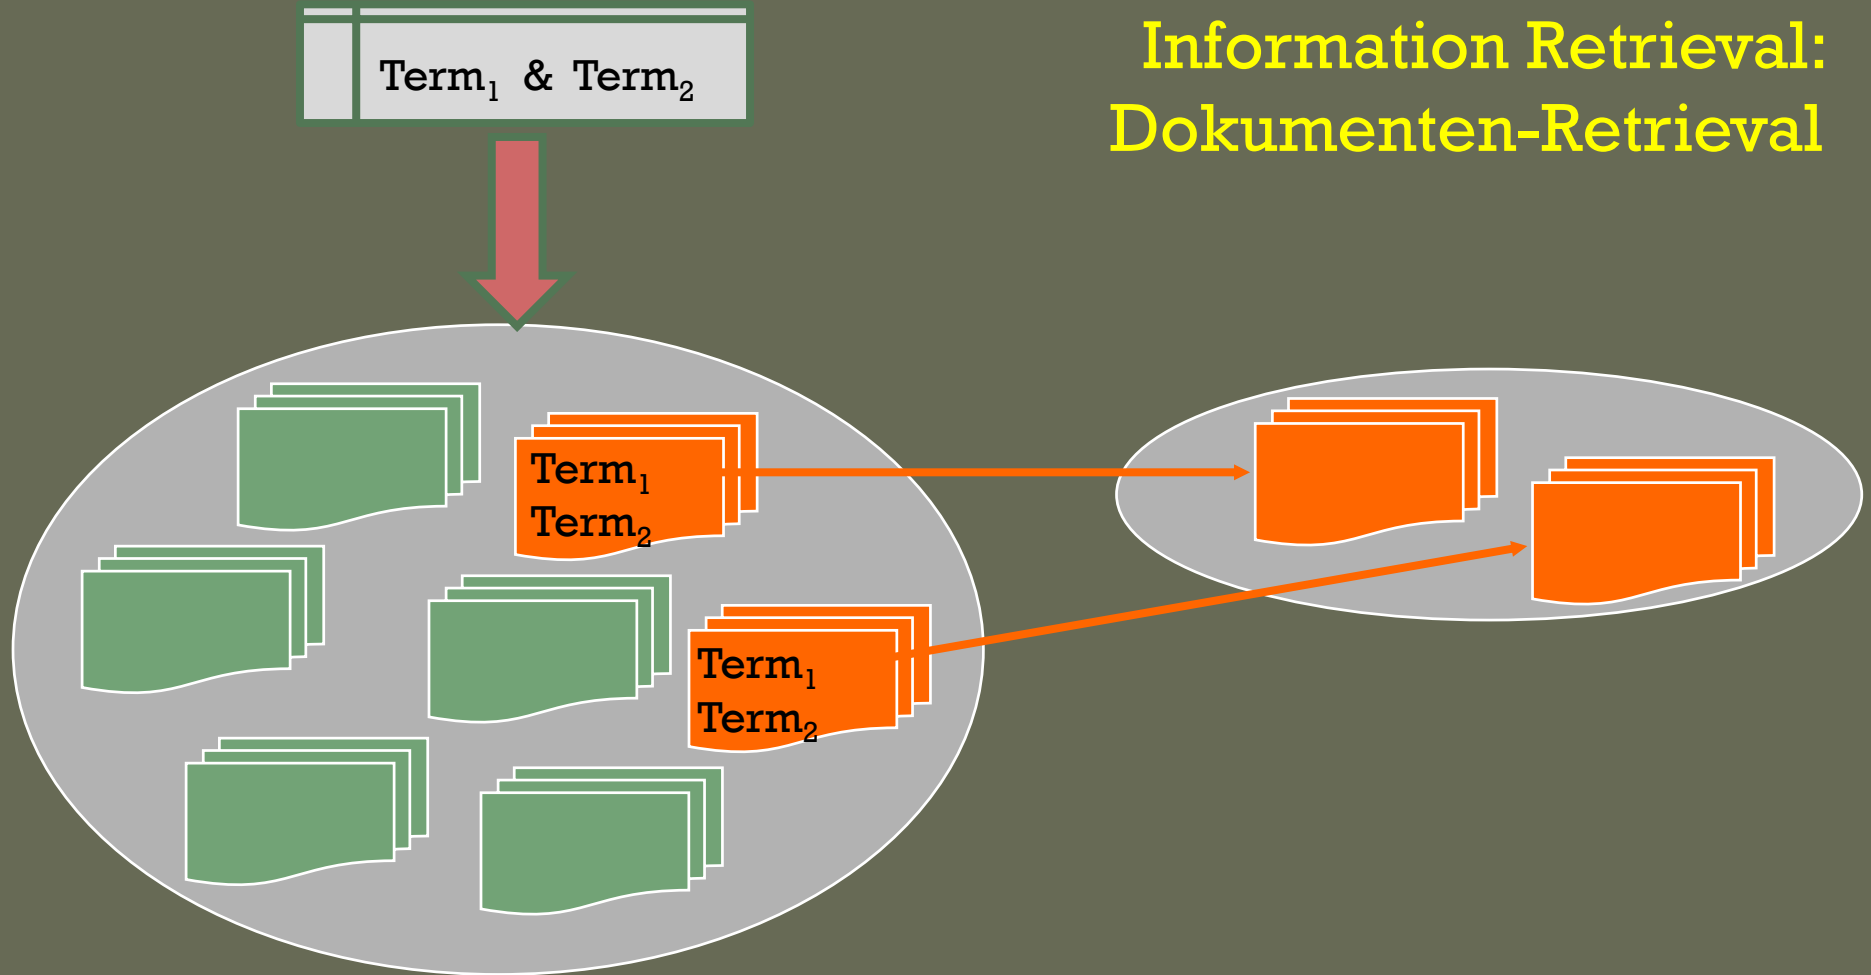 Information Retrieval:
Dokumenten-Retrieval
Term₁ & Term₂
Term₁
Term₂
Term₁
Term₂